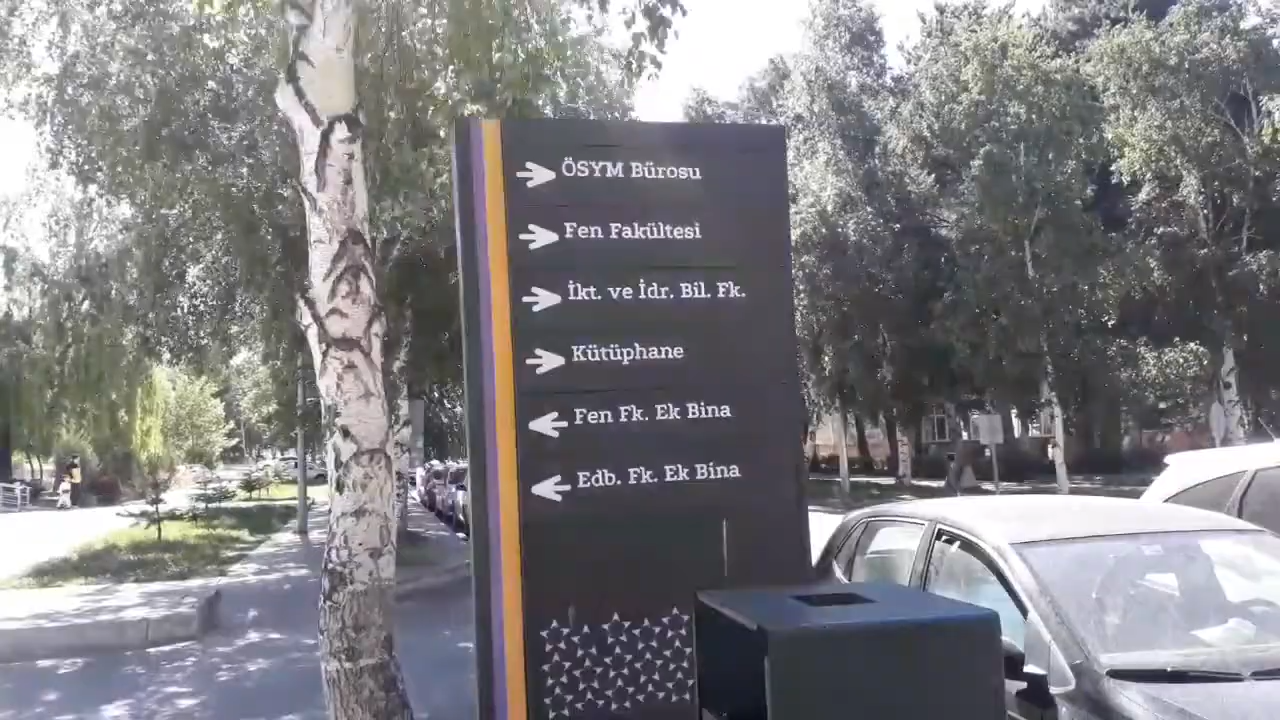 ÖSYM Bürosu
Fen Fakültesi
İkt. ve İdr. Bil. Fk.
Kütüphane
Fen Fk. Ek Bina
Edb. Fk. Ek Bina